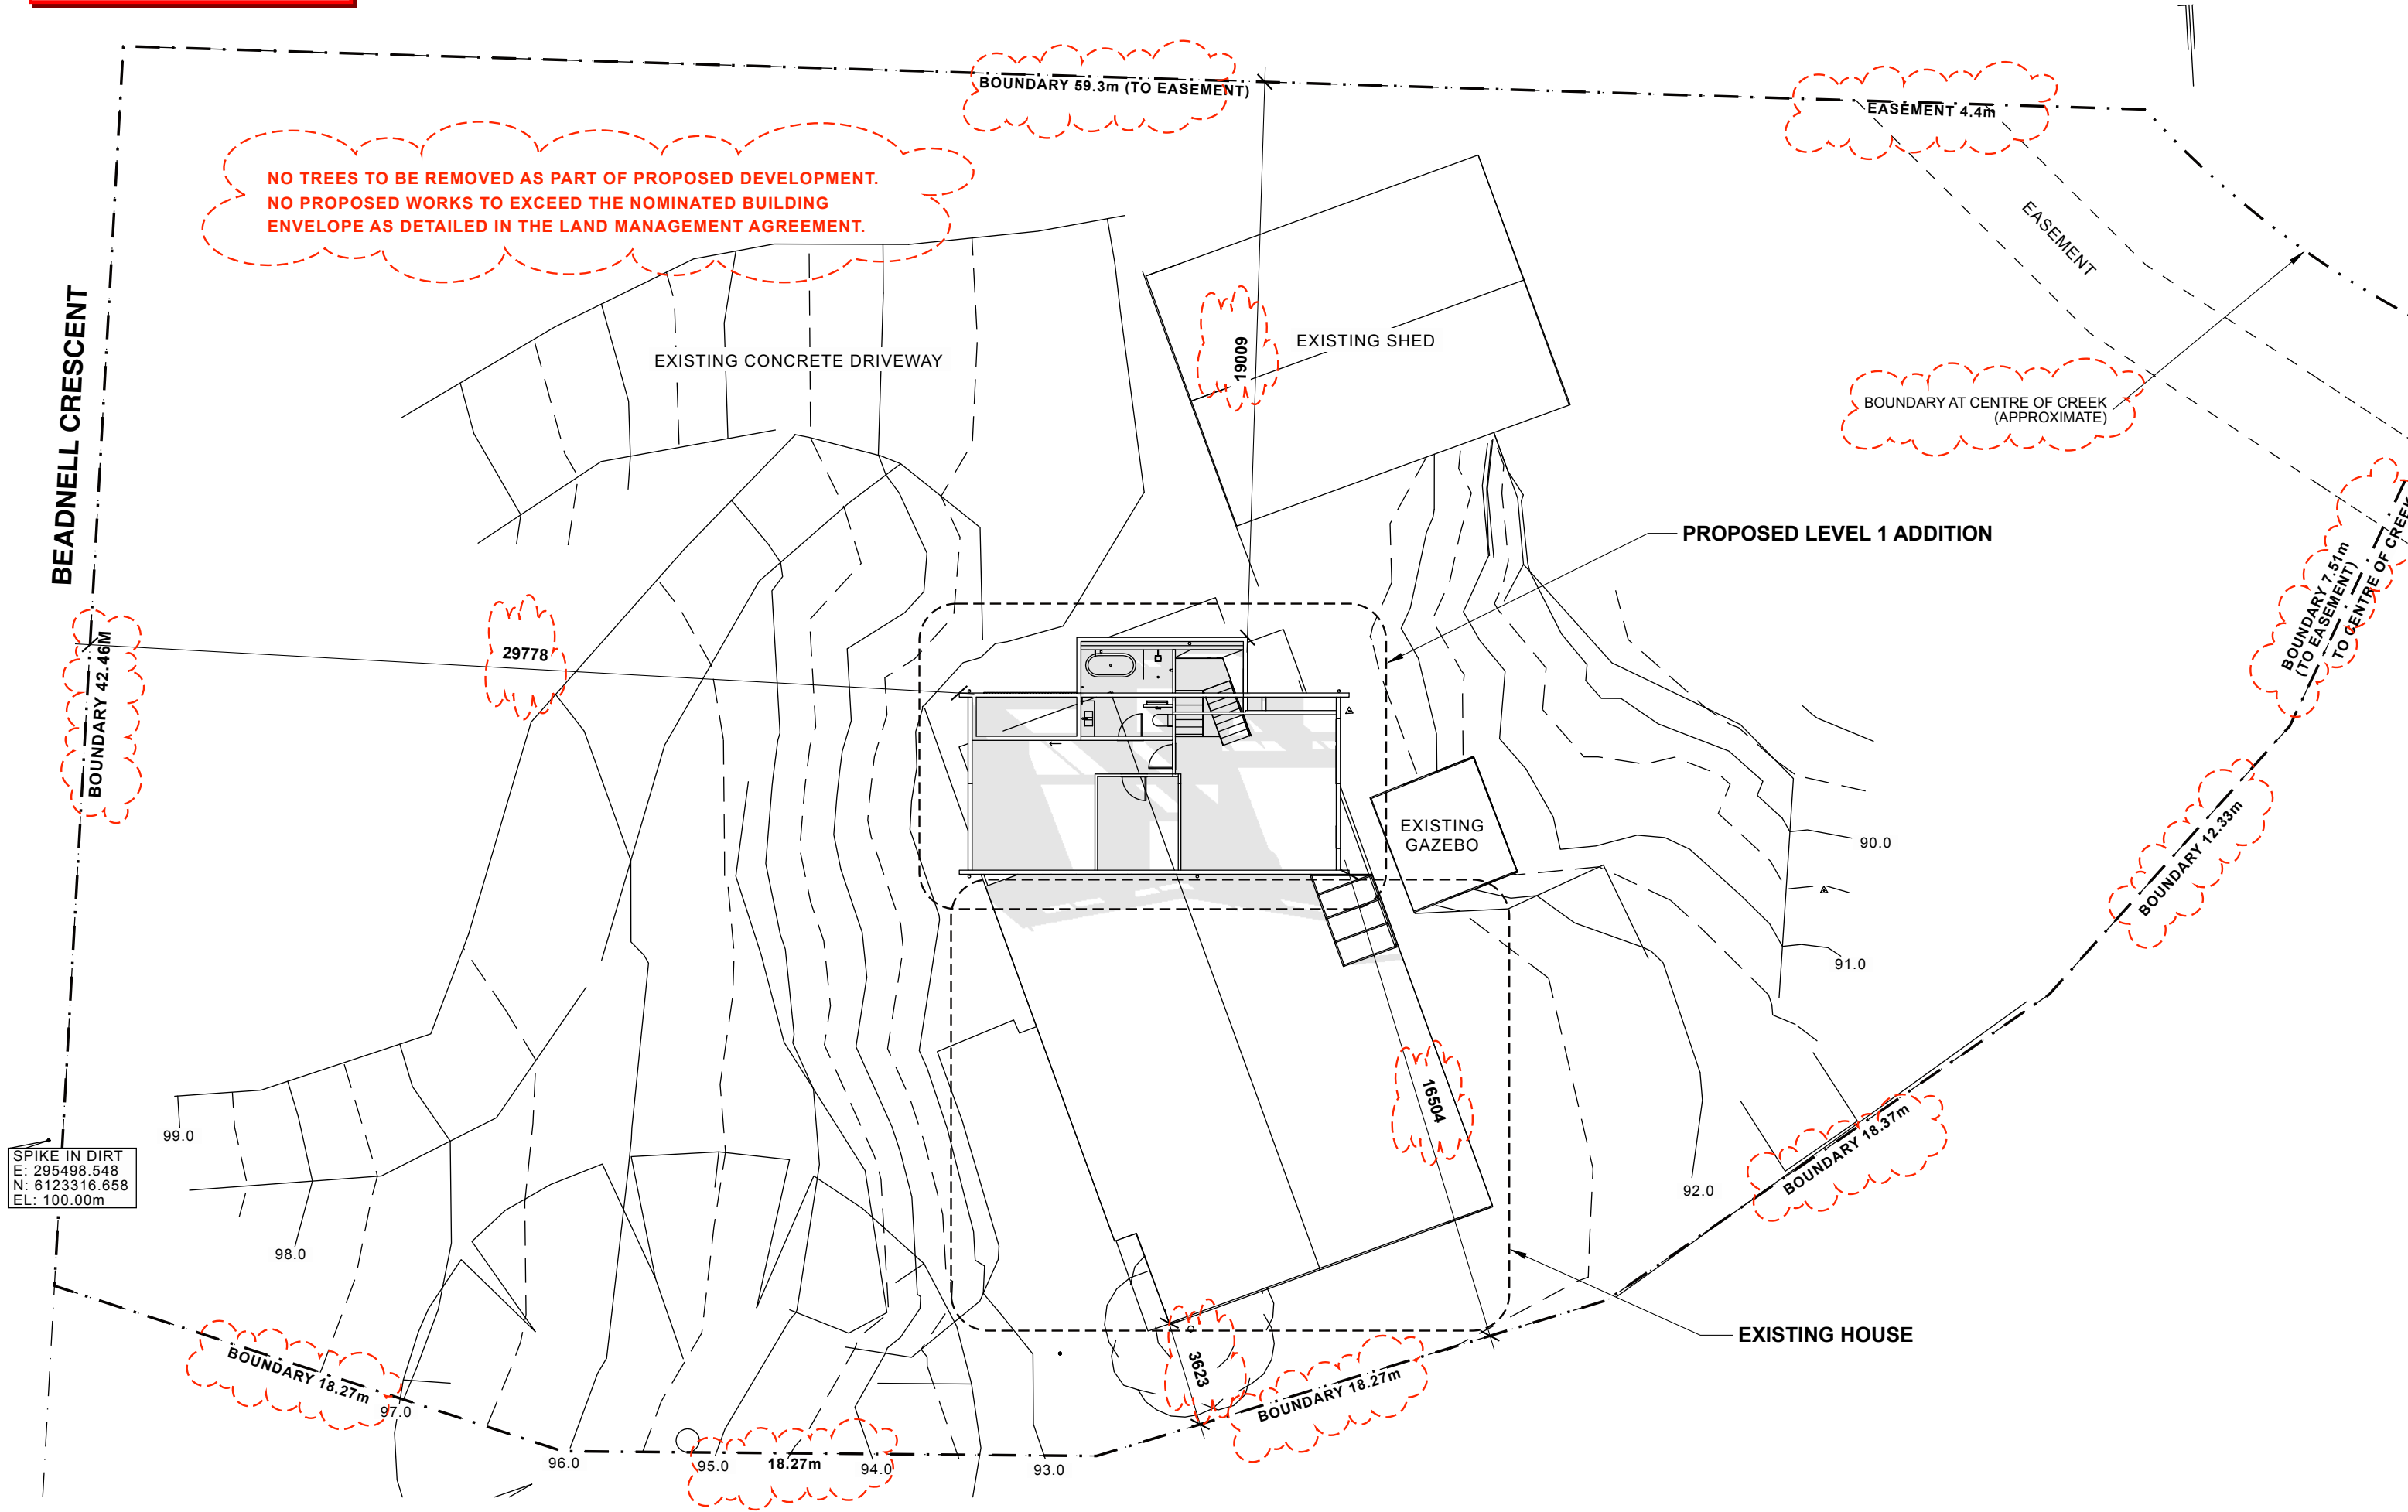 BOUNDARY 59.3m (TO EASEMENT)
EASEMENT 4.4m
NO TREES TO BE REMOVED AS PART OF PROPOSED DEVELOPMENT.
NO PROPOSED WORKS TO EXCEED THE NOMINATED BUILDING
ENVELOPE AS DETAILED IN THE LAND MANAGEMENT AGREEMENT.
EASEMENT
BEADNELL CRESCENT
EXISTING CONCRETE DRIVEWAY
19009
EXISTING SHED
BOUNDARY AT CENTRE OF CREEK
(APPROXIMATE)
PROPOSED LEVEL 1 ADDITION
BOUNDARY 7.51m
(TO EASEMENT)
TO CENTRE OF CREEK
29778
BOUNDARY 42.46M
EXISTING
GAZEBO
90.0
BOUNDARY 12.33m
91.0
16504
99.0
SPIKE IN DIRT
E: 295498.548
N: 6123316.658
EL: 100.00m
BOUNDARY 18.37m
92.0
98.0
EXISTING HOUSE
3623
BOUNDARY 18.27m
BOUNDARY 18.27m
97.0
96.0
95.0
18.27m
94.0
93.0